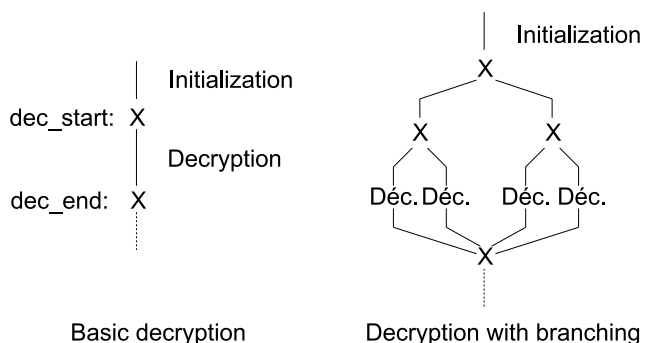 Initialization
dec_start: X
Decryption
dec_end: X
Basic decryption
Initialization
X
X X
Déc. Déc. Déc. Déc.
X
Decryption with branching